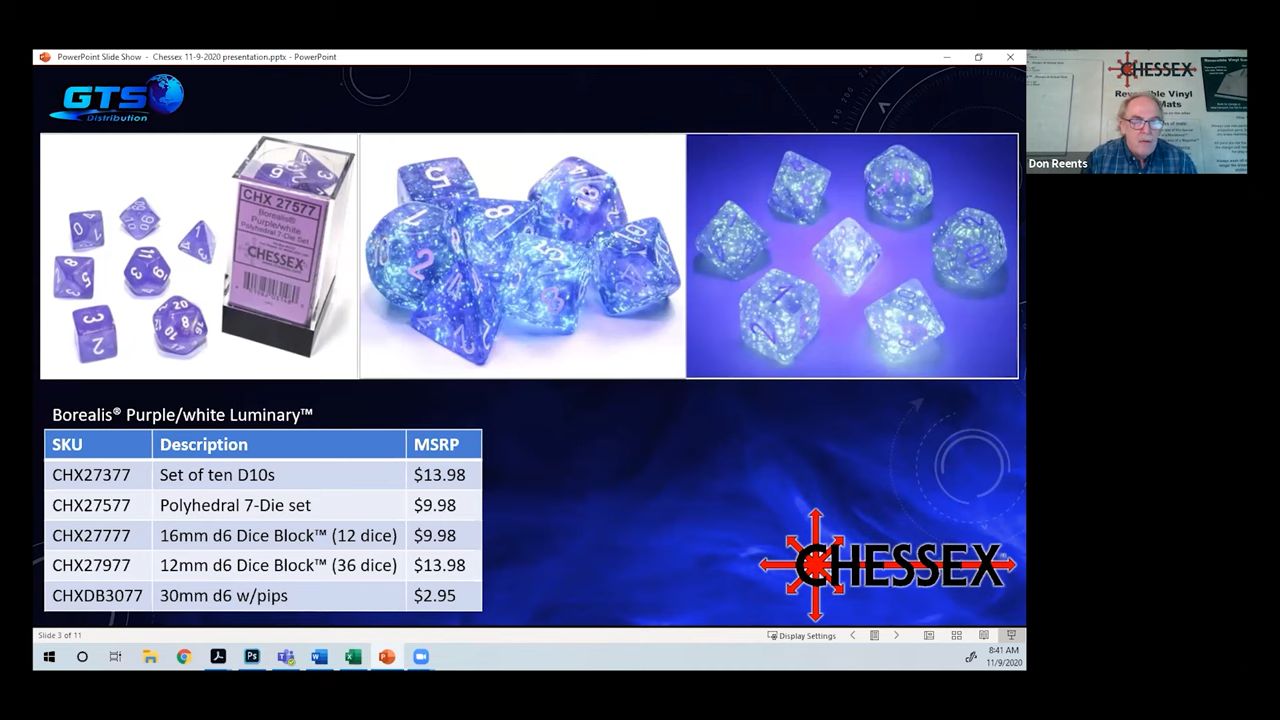 PowerPoint Slide Show - Chessex 11-9-2020 presentation.pptx - PowerPoint
GTS
Distribution
CHX 27577
Borealis®
Purple/white
Polyhedral 7-Die Set
CHESSEX
Borealis® Purple/white Luminary™
SKU Description MSRP
CHX27377 Set of ten D10s $13.98
CHX27577 Polyhedral 7-Die set $9.98
CHX27777 16mm d6 Dice Block™ (12 dice) $9.98
CHX27977 12mm d6 Dice Block™ (36 dice) $13.98
CHXDB3077 30mm d6 w/pips $2.95
CHESSEX
Slide 3 of 11
Display Settings
8:41 AM
11/9/2020
CHESSEX
Mats
Don Reents